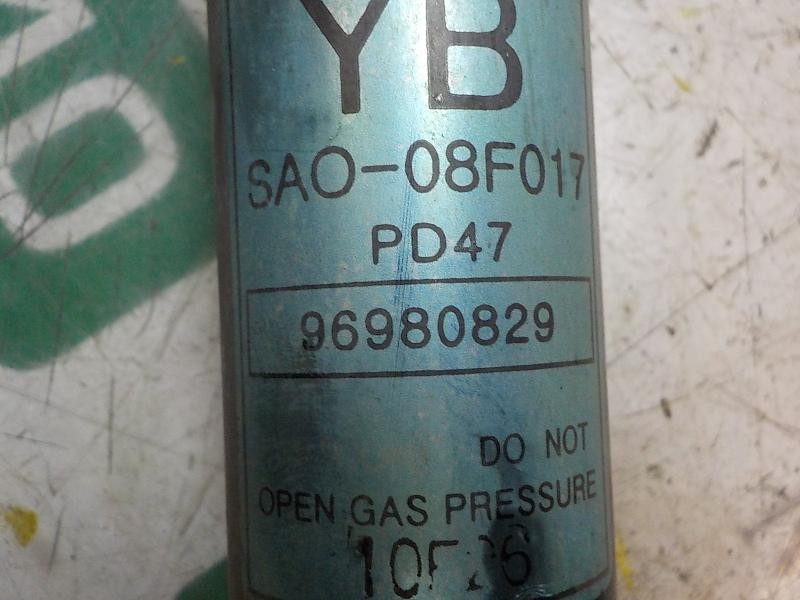 YB
SAO-08F017
PD47
96980829
DO NOT
OPEN GAS PRESSURE